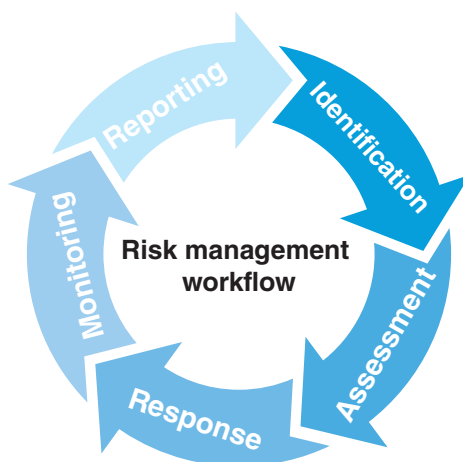 Risk management
workflow
Identification
Assessment
Response
Monitoring
Reporting